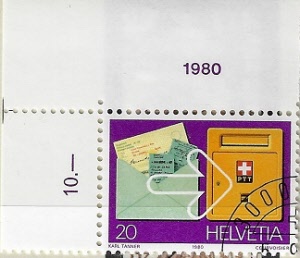 1980
10.—
PTT
20 HELVETIA
KARL TANNER 1980 COURVOISIER